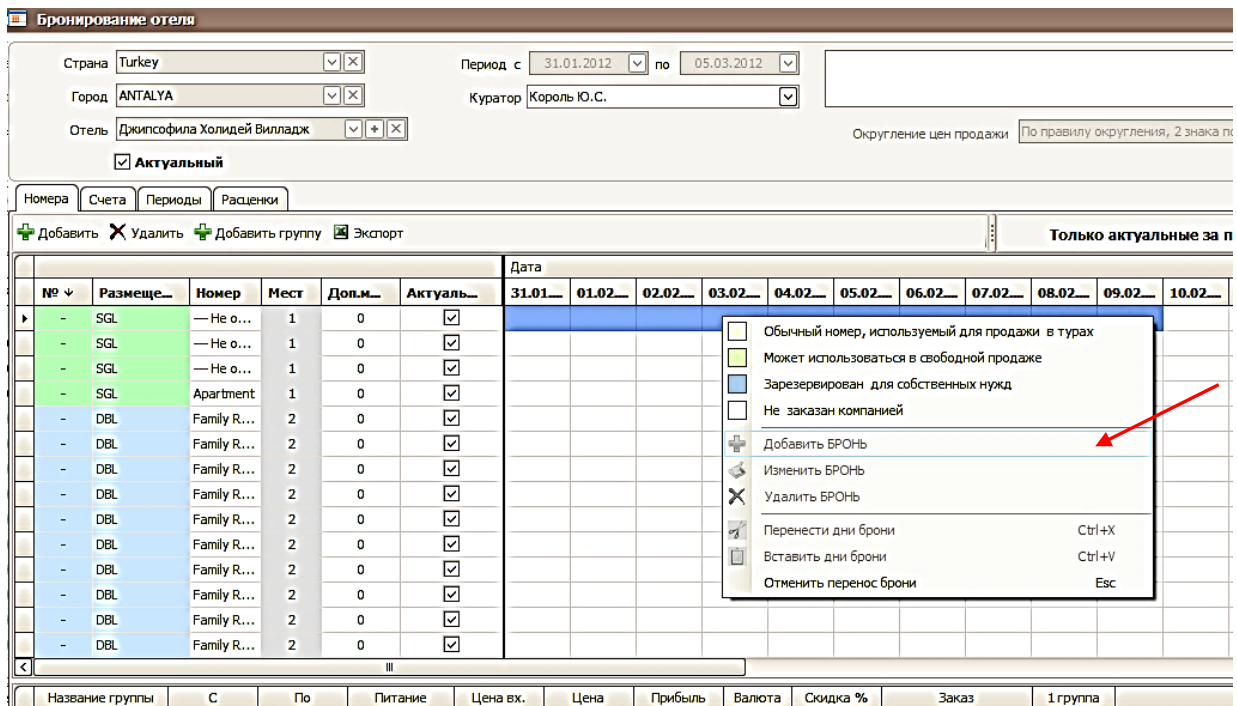 Бронирование отеля
Страна Turkey Период с 31.01.2012 по 05.03.2012
Город ANTALYA Куратор Король Ю.С.
Отель Джипсофила Холидей Вилладж Округление цен продажи По правилу округления, 2 знака по
Актуальный
Номера Счета Периоды Расценки
Добавить Удалить Добавить группу Экспорт Только актуальные за п
Дата
№ Размеще... Номер Мест Доп.м... Актуаль... 31.01... 01.02... 02.02... 03.02... 04.02... 05.02... 06.02... 07.02... 08.02... 09.02... 10.02...
- SGL — Не о... 1 0
- SGL — Не о... 1 0
- SGL — Не о... 1 0
- SGL Apartment 1 0
- DBL Family R... 2 0
- DBL Family R... 2 0
- DBL Family R... 2 0
- DBL Family R... 2 0
- DBL Family R... 2 0
- DBL Family R... 2 0
- DBL Family R... 2 0
- DBL Family R... 2 0
- DBL Family R... 2 0
- DBL Family R... 2 0
Обычный номер, используемый для продажи в турах
Может использоваться в свободной продаже
Зарезервирован для собственных нужд
Не заказан компанией
Добавить БРОНЬ
Изменить БРОНЬ
Удалить БРОНЬ
Перенести дни брони Ctrl+X
Вставить дни брони Ctrl+V
Отменить перенос брони Esc
Название группы С По Питание Цена вх. Цена Прибыль Валюта Скидка % Заказ 1 группа